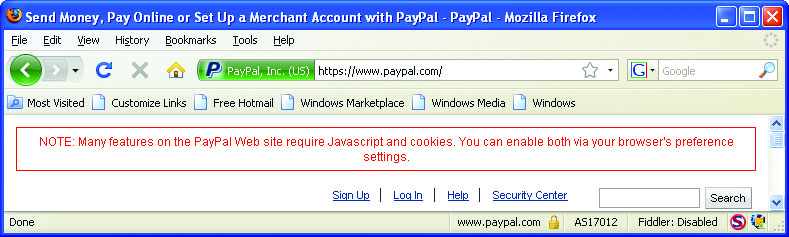 Send Money, Pay Online or Set Up a Merchant Account with PayPal - PayPal - Mozilla Firefox
File Edit View History Bookmarks Tools Help
PayPal, Inc. (US) https://www.paypal.com/ G Google
Most Visited Customize Links Free Hotmail Windows Marketplace Windows Media Windows
NOTE: Many features on the PayPal Web site require Javascript and cookies. You can enable both via your browser's preference
settings.
Sign Up Log In Help Security Center Search
Done www.paypal.com AS17012 Fiddler: Disabled